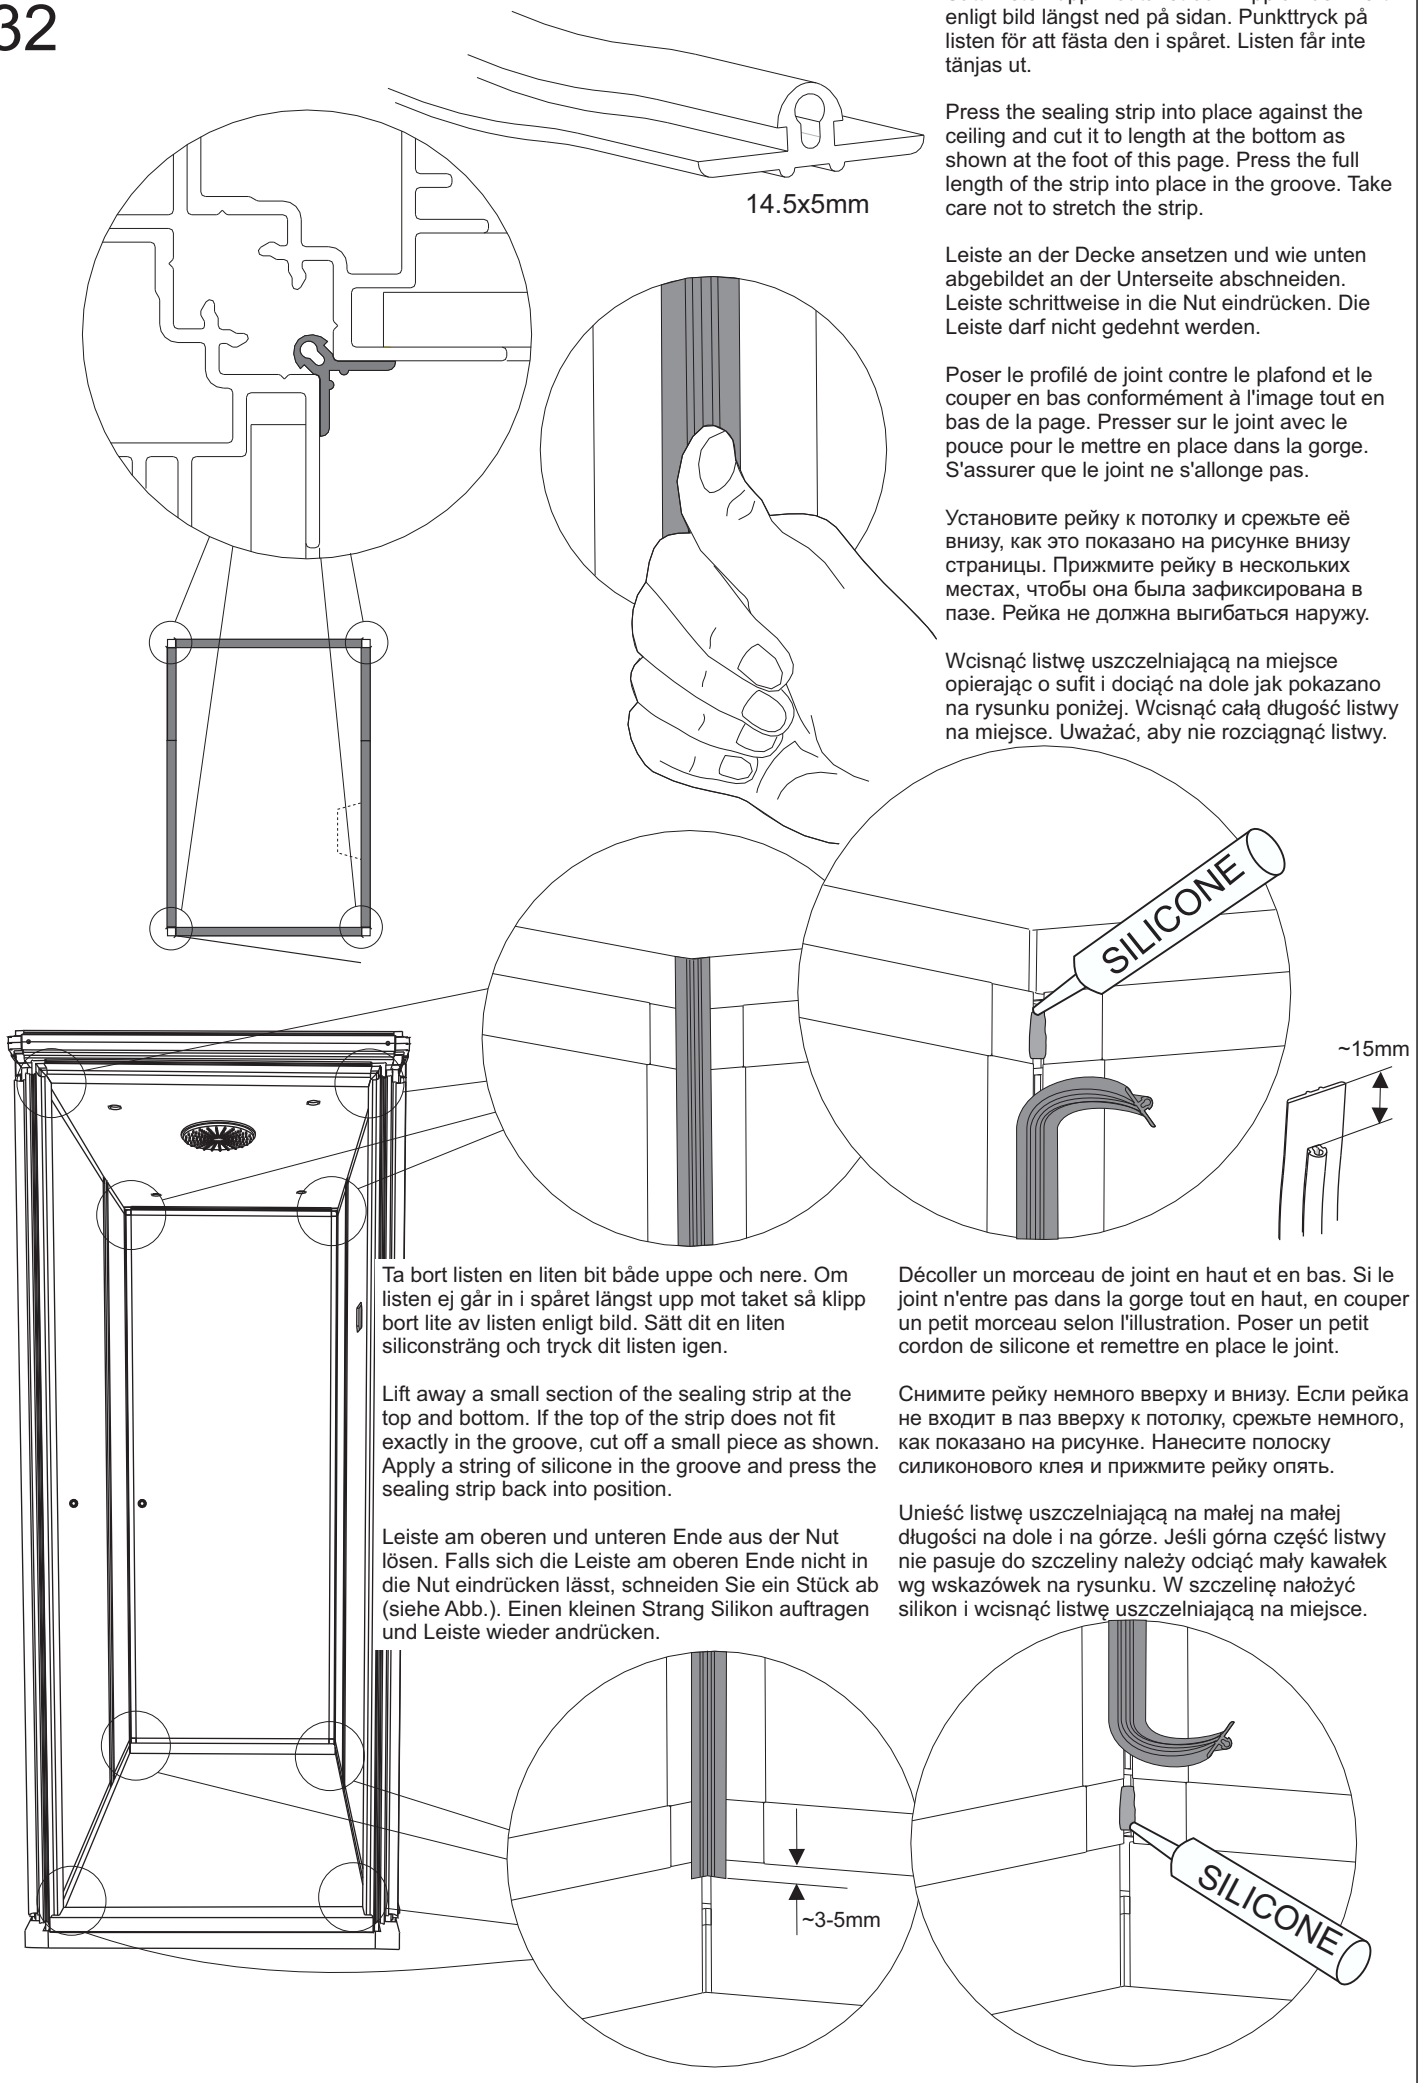 32
14.5x5mm
enligt bild längst ned på sidan. Punkttryck på
listen för att fästa den i spåret. Listen får inte
tänjas ut.
Press the sealing strip into place against the
ceiling and cut it to length at the bottom as
shown at the foot of this page. Press the full
length of the strip into place in the groove. Take
care not to stretch the strip.
Leiste an der Decke ansetzen und wie unten
abgebildet an der Unterseite abschneiden.
Leiste schrittweise in die Nut eindrücken. Die
Leiste darf nicht gedehnt werden.
Poser le profilé de joint contre le plafond et le
couper en bas conformément à l'image tout en
bas de la page. Presser sur le joint avec le
pouce pour le mettre en place dans la gorge.
S'assurer que le joint ne s'allonge pas.
Установите рейку к потолку и срежьте её
внизу, как это показано на рисунке внизу
страницы. Прижмите рейку в нескольких
местах, чтобы она была зафиксирована в
пазе. Рейка не должна выгибаться наружу.
Wcisnąć listwę uszczelniającą na miejsce
opierając o sufit i dociąć na dole jak pokazano
na rysunku poniżej. Wcisnąć całą długość listwy
na miejsce. Uważać, aby nie rozciągnąć listwy.
SILICONE
~15mm
Ta bort listen en liten bit både uppe och nere. Om
listen ej går in i spåret längst upp mot taket så klipp
bort lite av listen enligt bild. Sätt dit en liten
siliconsträng och tryck dit listen igen.
Lift away a small section of the sealing strip at the
top and bottom. If the top of the strip does not fit
exactly in the groove, cut off a small piece as shown.
Apply a string of silicone in the groove and press the
sealing strip back into position.
Leiste am oberen und unteren Ende aus der Nut
lösen. Falls sich die Leiste am oberen Ende nicht in
die Nut eindrücken lässt, schneiden Sie ein Stück ab
(siehe Abb.). Einen kleinen Strang Silikon auftragen
und Leiste wieder andrücken.
Décoller un morceau de joint en haut et en bas. Si le
joint n'entre pas dans la gorge tout en haut, en couper
un petit morceau selon l'illustration. Poser un petit
cordon de silicone et remettre en place le joint.
Снимите рейку немного вверху и внизу. Если рейка
не входит в паз вверху к потолку, срежьте немного,
как показано на рисунке. Нанесите полоску
силиконового клея и прижмите рейку опять.
Unieść listwę uszczelniającą na małej na małej
długości na dole i na górze. Jeśli górna część listwy
nie pasuje do szczeliny należy odciąć mały kawałek
wg wskazówek na rysunku. W szczelinę nałożyć
silikon i wcisnąć listwę uszczelniającą na miejsce.
~3-5mm
SILICONE